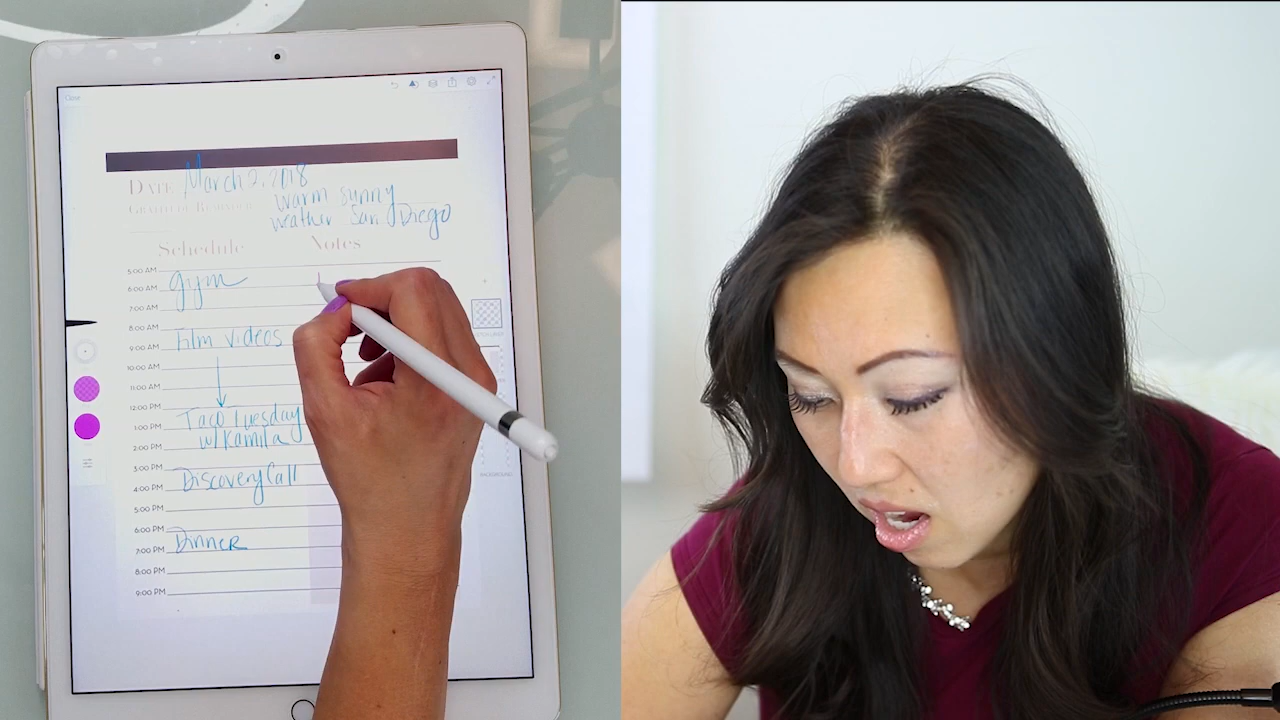 Close
DATE March 2, 2018
warm sunny
weather San Diego
Schedule Notes
5:00 AM
6:00 AM gym
7:00 AM
8:00 AM
9:00 AM Film videos
10:00 AM
11:00 AM
12:00 PM
1:00 PM Taco Tuesday
2:00 PM w/Kamila
3:00 PM
4:00 PM Discovery Call
5:00 PM
6:00 PM
7:00 PM Dinner
8:00 PM
9:00 PM
BACKGROUND